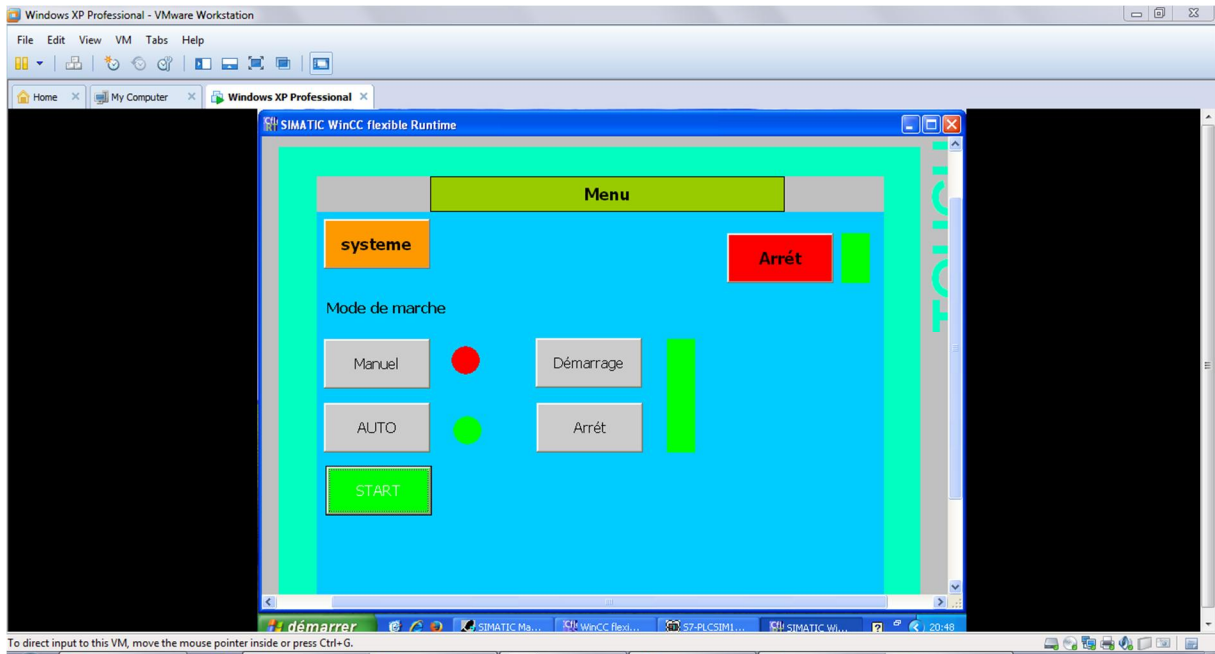 Windows XP Professional - VMware Workstation
File Edit View VM Tabs Help
Home My Computer Windows XP Professional
SIMATIC WinCC flexible Runtime
Menu
systeme
Arrét
Mode de marche
Manuel Démarrage
AUTO Arrét
START
TOUCH
démarrer SIMATIC Ma... WinCC flexi... S7-PLCSIM1... SIMATIC Wi... 20:48
To direct input to this VM, move the mouse pointer inside or press Ctrl+G.